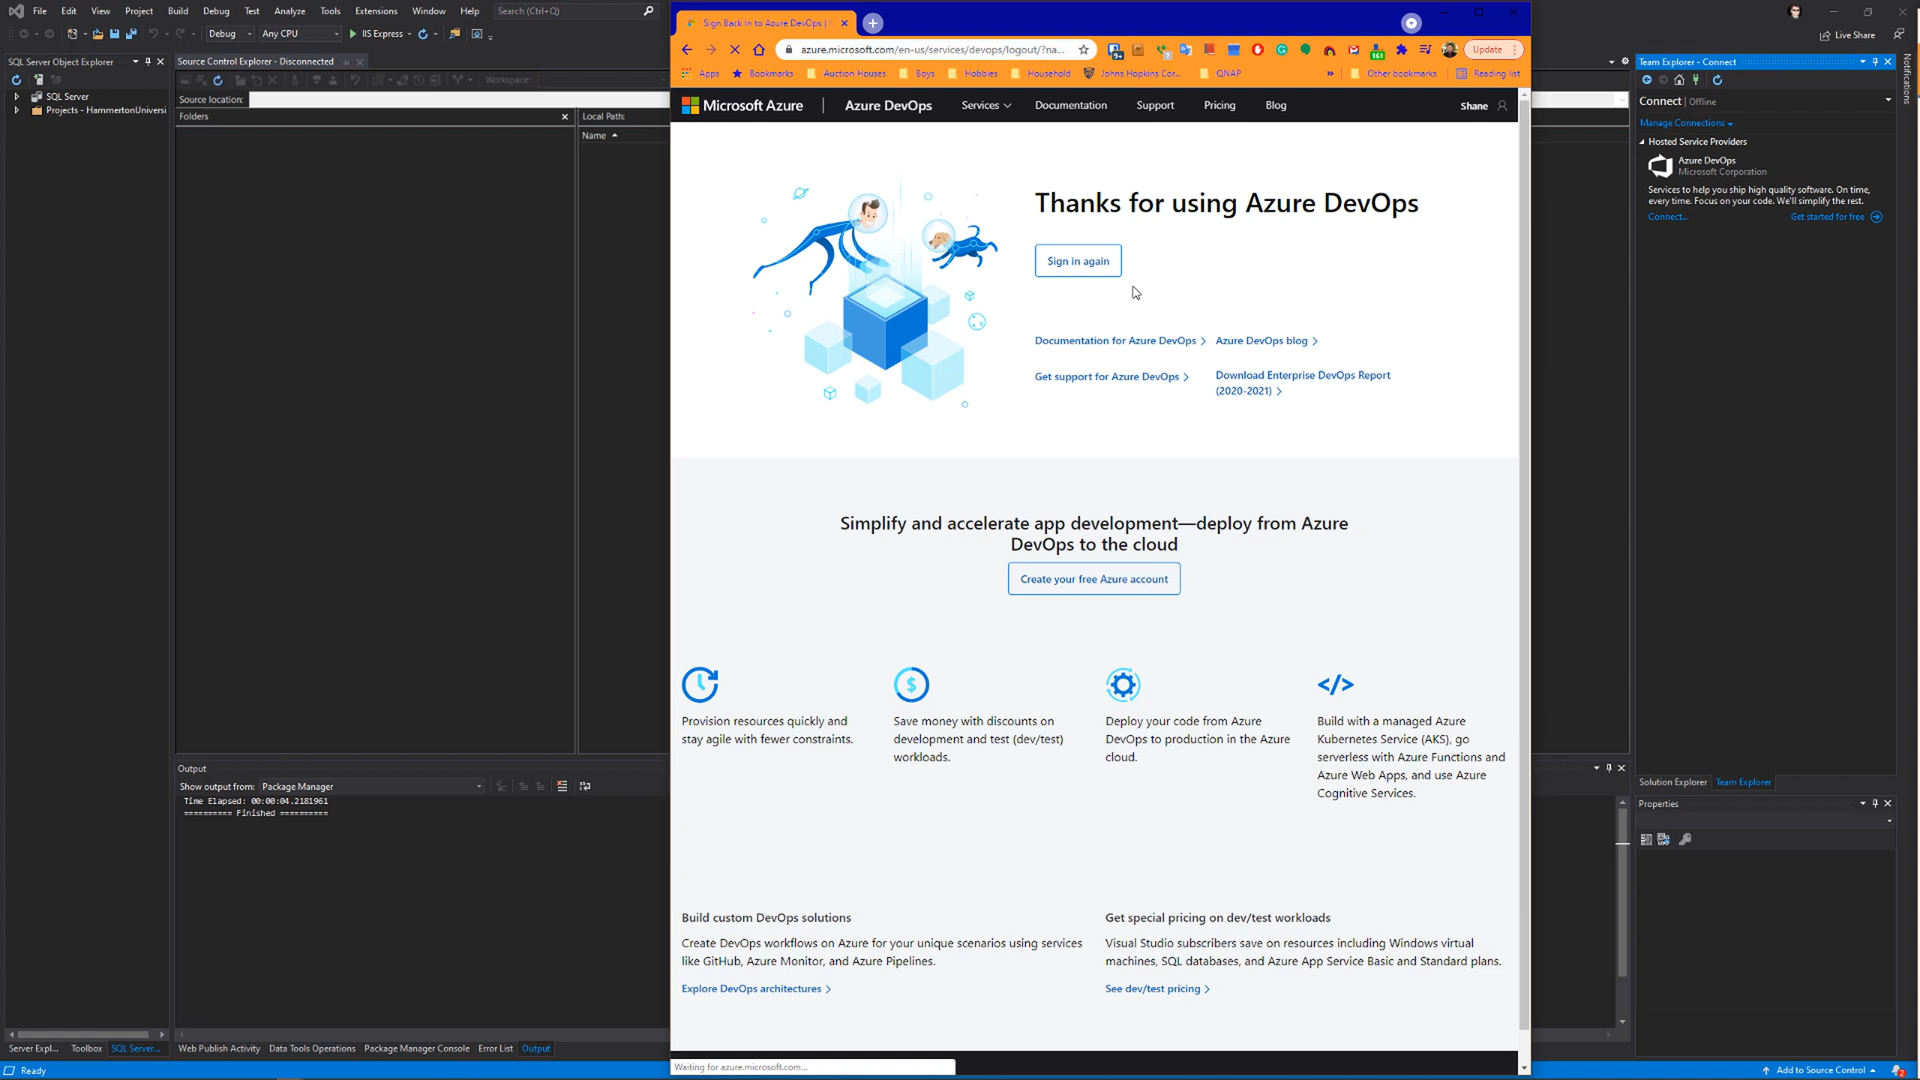 File Edit View Project Build Debug Test Analyze Tools Extensions Window Help Search (Ctrl+Q)
Debug Any CPU IIS Express
Live Share
SQL Server Object Explorer
SQL Server
Projects - HammertonUniversi
Source Control Explorer - Disconnected
Workspace:
Source location:
Folders
Local Path:
Name
Sign Back in to Azure DevOps |
azure.microsoft.com/en-us/services/devops/logout/?na...
Update
Apps Bookmarks Auction Houses Boys Hobbies Household Johns Hopkins Cor... QNAP » Other bookmarks Reading list
Microsoft Azure Azure DevOps Services Documentation Support Pricing Blog Shane
Thanks for using Azure DevOps
Sign in again
Documentation for Azure DevOps Azure DevOps blog
Get support for Azure DevOps Download Enterprise DevOps Report
(2020-2021)
Simplify and accelerate app development—deploy from Azure
DevOps to the cloud
Create your free Azure account
Provision resources quickly and
stay agile with fewer constraints.
Save money with discounts on
development and test (dev/test)
workloads.
Deploy your code from Azure
DevOps to production in the Azure
cloud.
</>
Build with a managed Azure
Kubernetes Service (AKS), go
serverless with Azure Functions and
Azure Web Apps, and use Azure
Cognitive Services.
Build custom DevOps solutions
Create DevOps workflows on Azure for your unique scenarios using services
like GitHub, Azure Monitor, and Azure Pipelines.
Explore DevOps architectures
Get special pricing on dev/test workloads
Visual Studio subscribers save on resources including Windows virtual
machines, SQL databases, and Azure App Service Basic and Standard plans.
See dev/test pricing
Waiting for azure.microsoft.com...
Team Explorer - Connect
Connect | Offline
Manage Connections
Hosted Service Providers
Azure DevOps
Microsoft Corporation
Services to help you ship high quality software. On time,
every time. Focus on your code. We'll simplify the rest.
Connect... Get started for free
Notifications
Solution Explorer Team Explorer
Properties
Output
Show output from: Package Manager
Time Elapsed: 00:00:04.2181961
========== Finished ==========
Server Expl... Toolbox SQL Server... Web Publish Activity Data Tools Operations Package Manager Console Error List Output
Ready
Add to Source Control
2